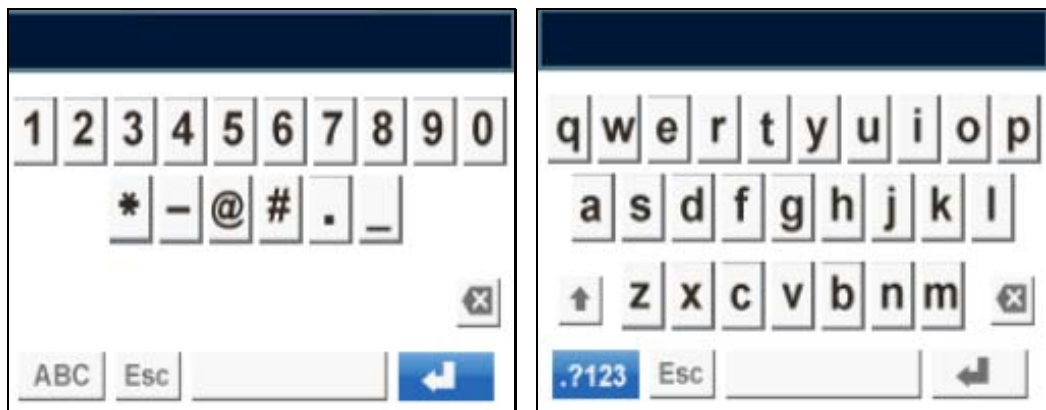 1 2 3 4 5 6 7 8 9 0
* – @ # . _
ABC Esc
q w e r t y u i o p
a s d f g h j k l
z x c v b n m
.?123 Esc